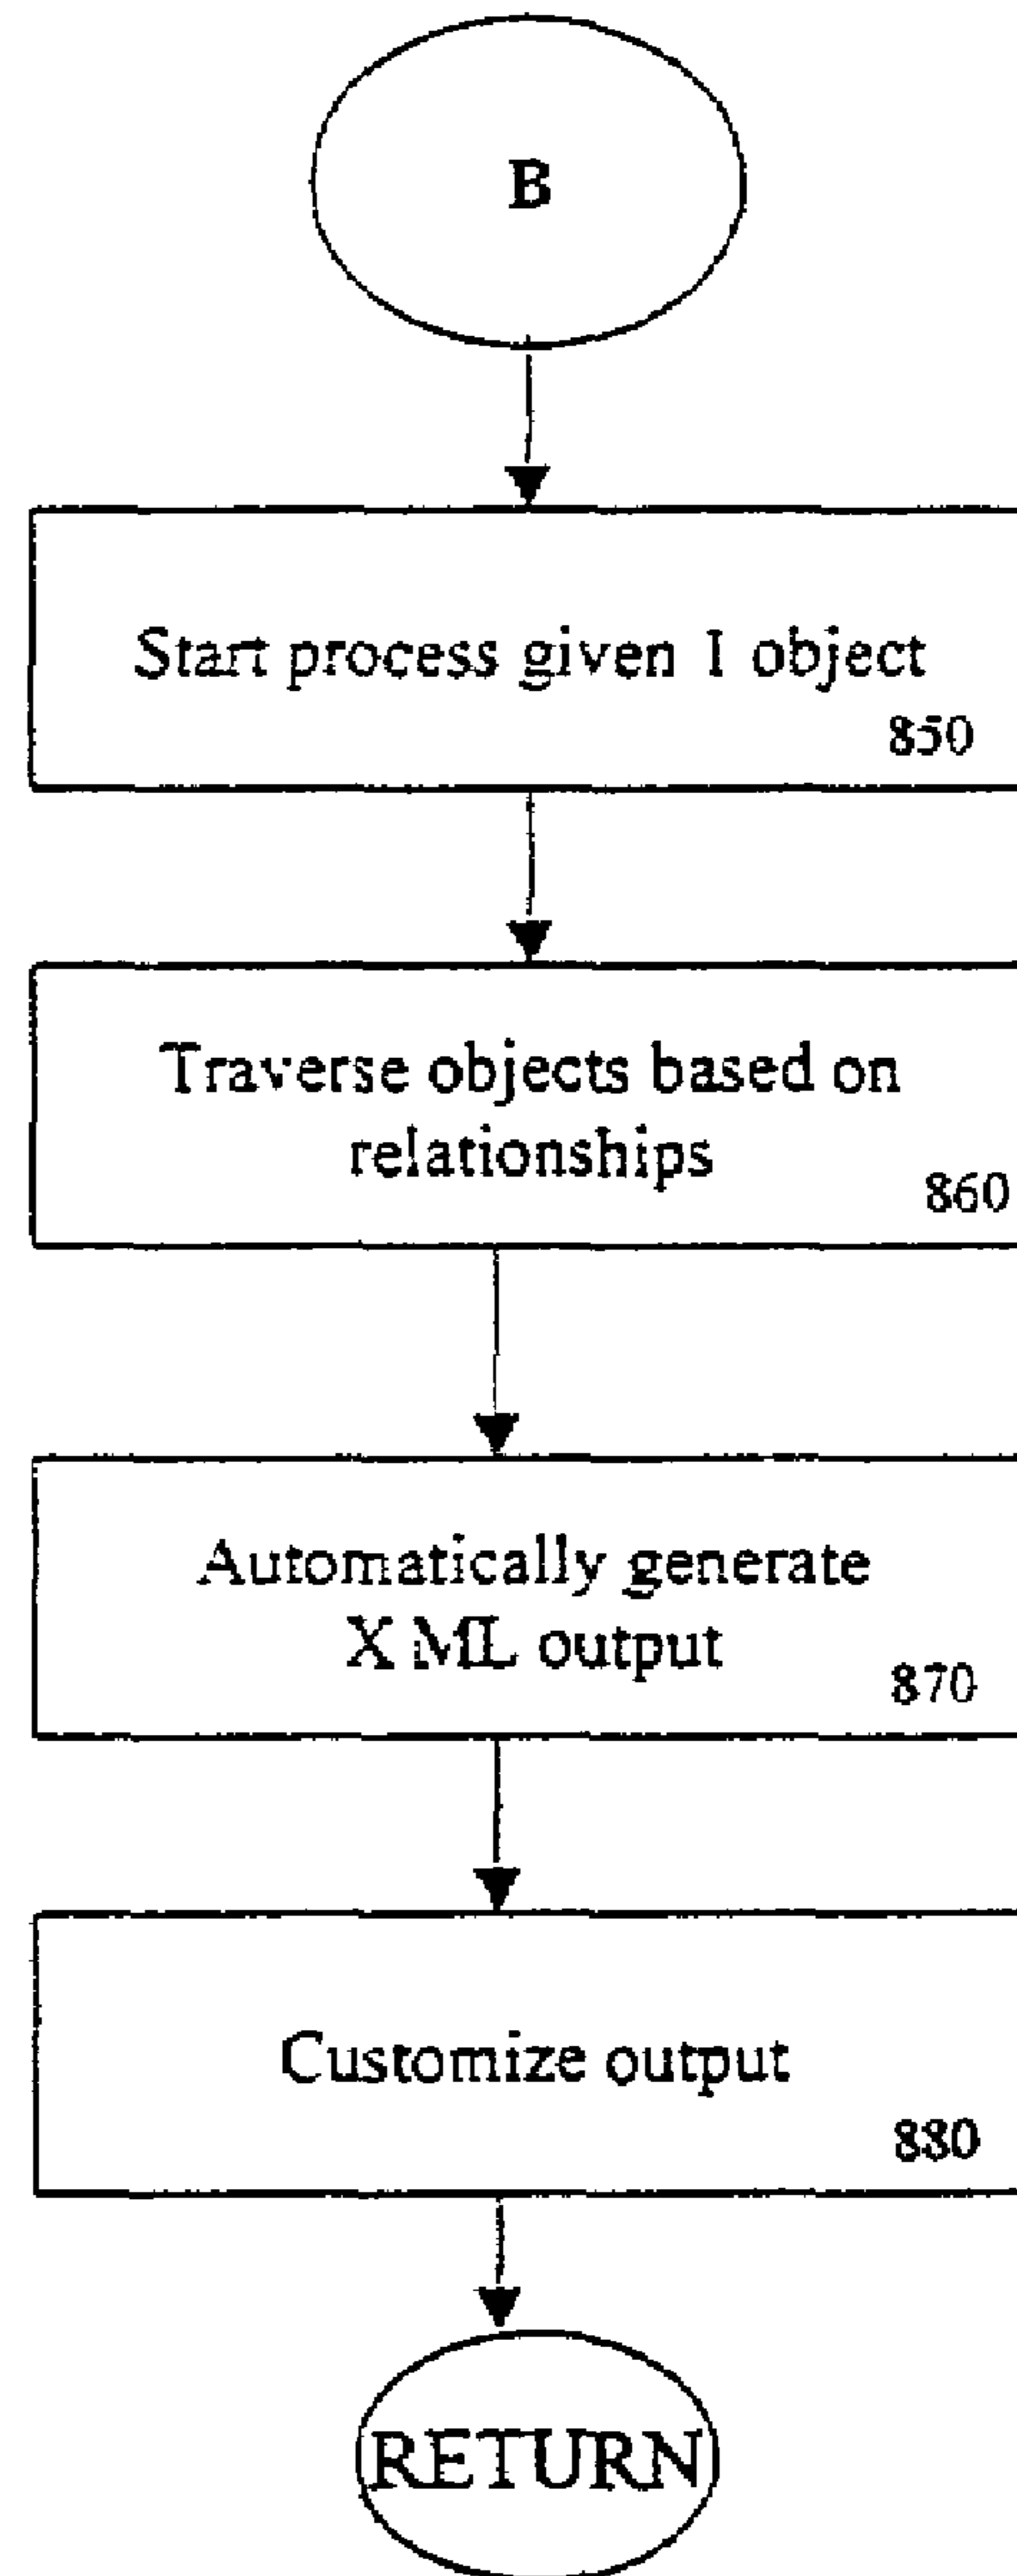 B
Start process given 1 object
850
Traverse objects based on
relationships
860
Automatically generate
XML output
870
Customize output
880
RETURN